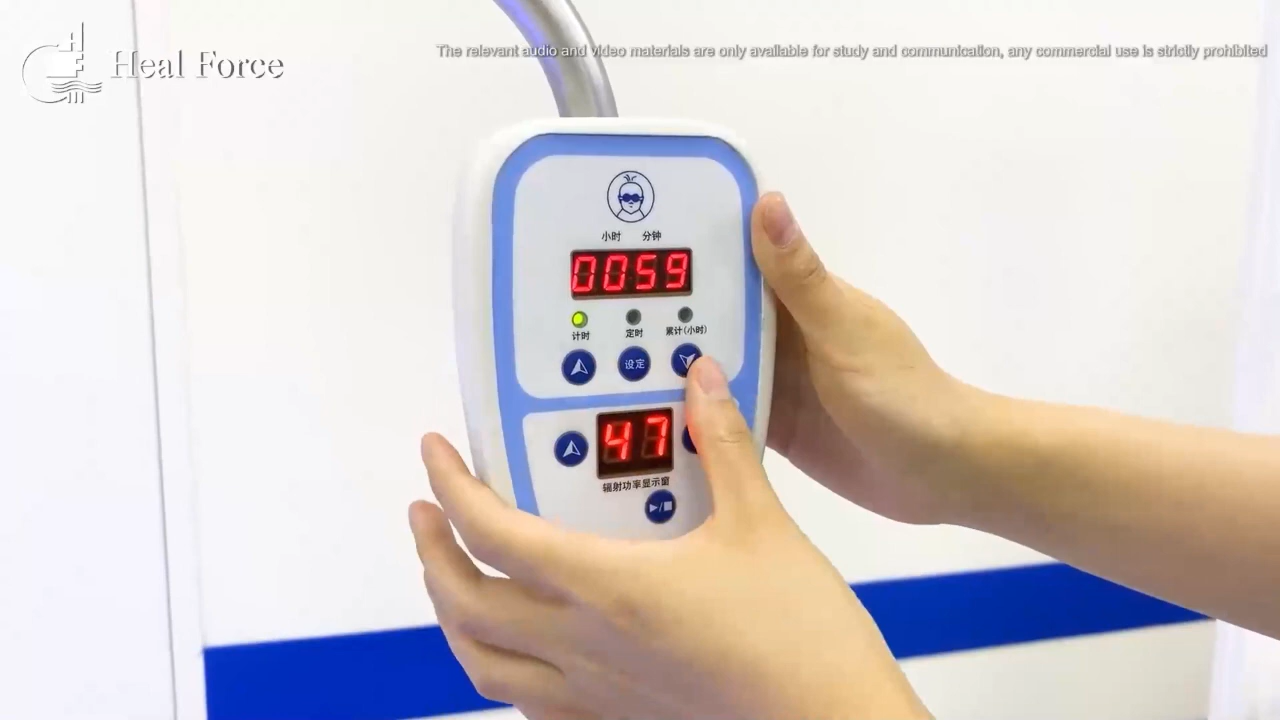 Heal Force
The relevant audio and video materials are only available for study and communication, any commercial use is strictly prohibited
小时 分钟
0059
计时 定时 累计(小时)
设定
47
辐射功率显示窗